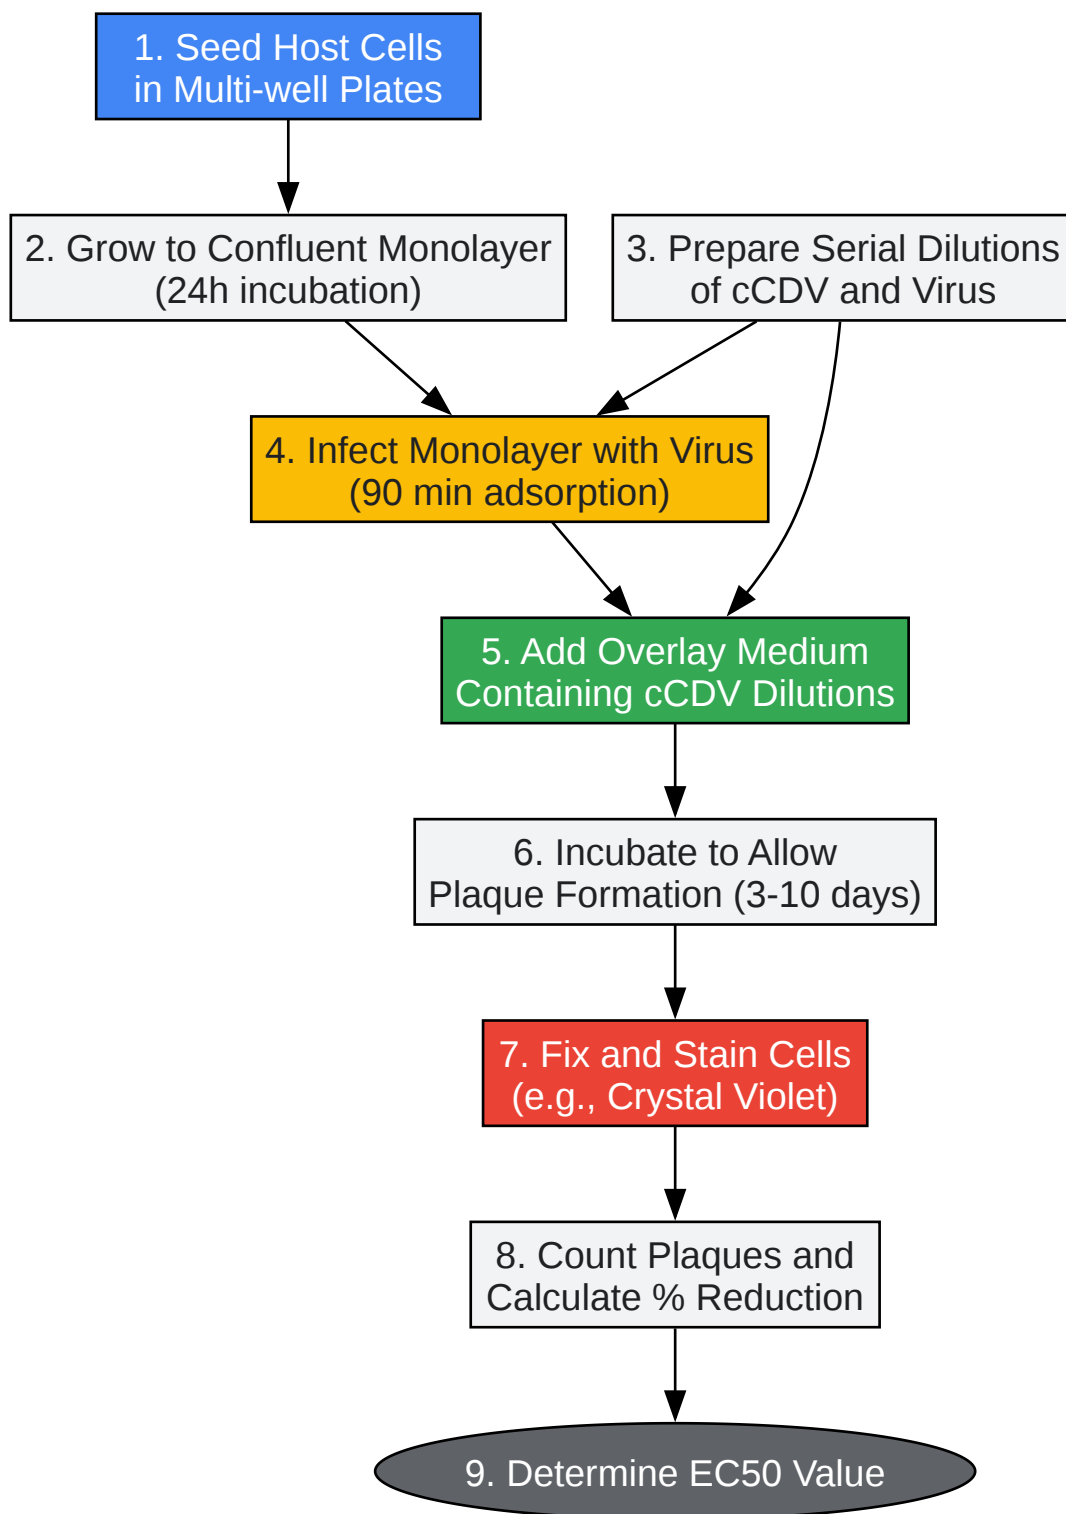 1. Seed Host Cells
in Multi-well Plates
2. Grow to Confluent Monolayer
(24h incubation)
3. Prepare Serial Dilutions
of cCDV and Virus
4. Infect Monolayer with Virus
(90 min adsorption)
5. Add Overlay Medium
Containing cCDV Dilutions
6. Incubate to Allow
Plaque Formation (3-10 days)
7. Fix and Stain Cells
(e.g., Crystal Violet)
8. Count Plaques and
Calculate % Reduction
9. Determine EC50 Value